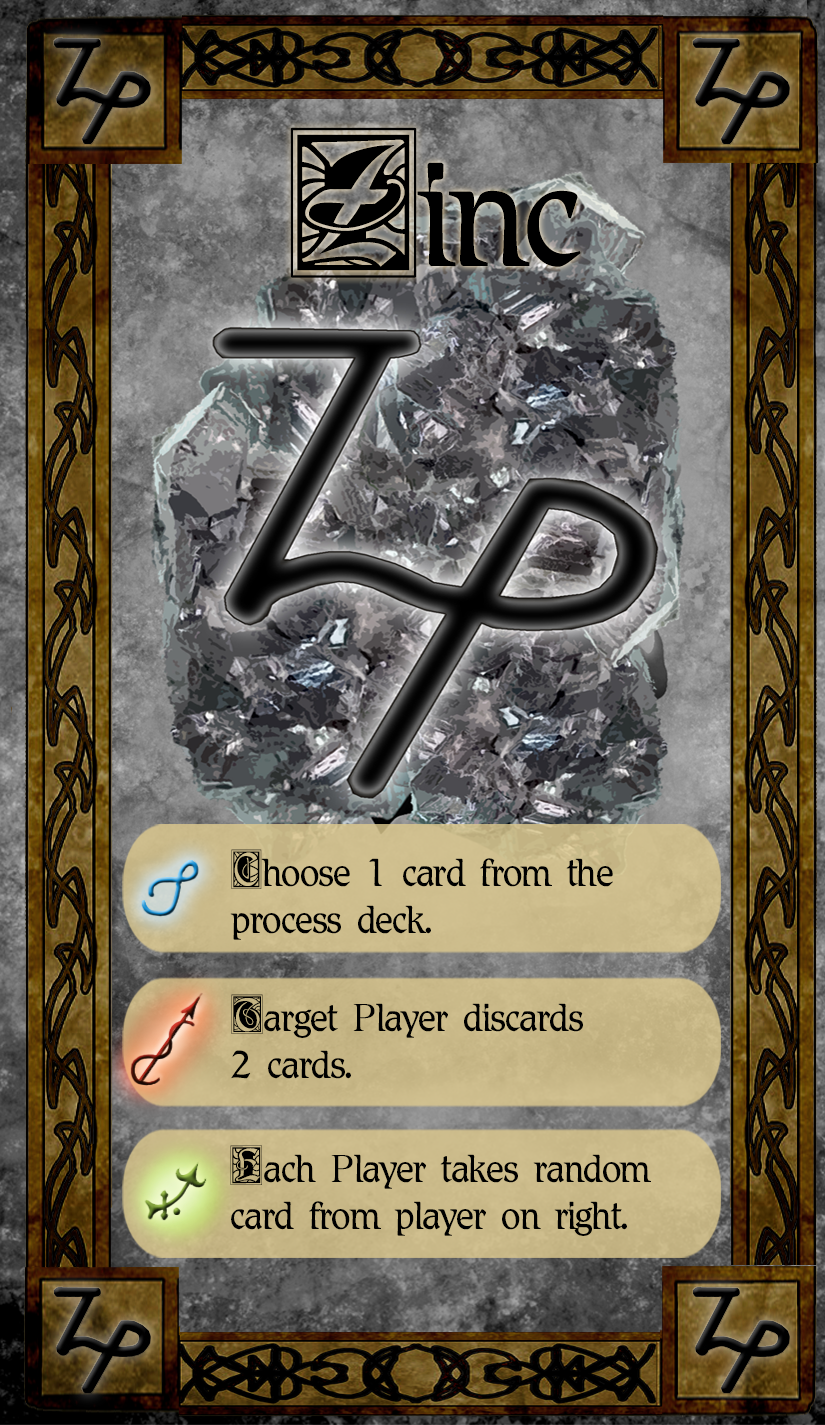 Zinc
Choose 1 card from the
process deck.
Target Player discards
2 cards.
Each Player takes random
card from player on right.